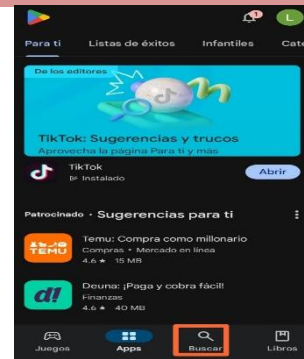 1
L
Para ti Listas de éxitos Infantiles Cate
De los editores
TikTok: Sugerencias y trucos
Aprovecha la página Para ti y más
TikTok
Instalado
Abrir
Patrocinado • Sugerencias para ti
TEMU
Temu: Compra como millonario
Compras • Mercado en línea
4.6 ★ 15 MB
d!
Deuna: ¡Paga y cobra fácil!
Finanzas
4.6 ★ 40 MB
Juegos Apps Buscar Libros